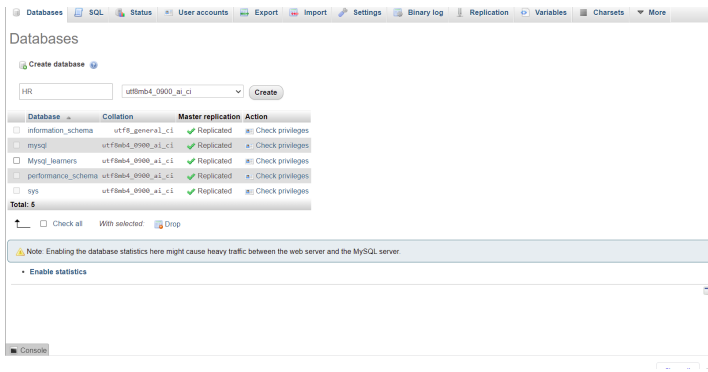 Databases SQL Status User accounts Export Import Settings Binary log Replication Variables Charsets More
Databases
Create database
HR utf8mb4_0900_ai_ci Create
Database Collation Master replication Action
information_schema utf8_general_ci Replicated Check privileges
mysql utf8mb4_0900_ai_ci Replicated Check privileges
Mysql_learners utf8mb4_0900_ai_ci Replicated Check privileges
performance_schema utf8mb4_0900_ai_ci Replicated Check privileges
sys utf8mb4_0900_ai_ci Replicated Check privileges
Total: 5
Check all With selected: Drop
Note: Enabling the database statistics here might cause heavy traffic between the web server and the MySQL server.
Enable statistics
Console